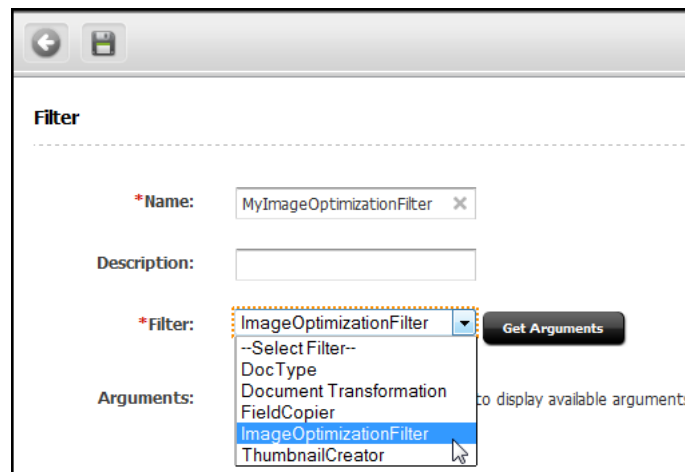 Filter
*Name:
MyImageOptimizationFilter
Description:
*Filter:
ImageOptimizationFilter
Get Arguments
--Select Filter--
DocType
Document Transformation
FieldCopier
ImageOptimizationFilter
ThumbnailCreator
Arguments:
to display available arguments